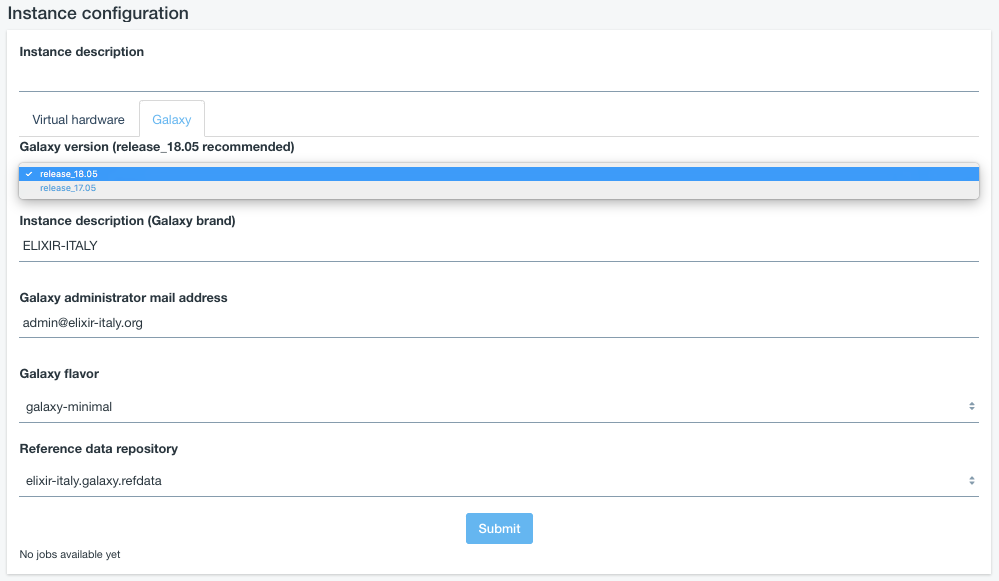 Instance configuration
Instance description
Virtual hardware Galaxy
Galaxy version (release_18.05 recommended)
✓ release_18.05
release_17.05
Instance description (Galaxy brand)
ELIXIR-ITALY
Galaxy administrator mail address
admin@elixir-italy.org
Galaxy flavor
galaxy-minimal
Reference data repository
elixir-italy.galaxy.refdata
Submit
No jobs available yet